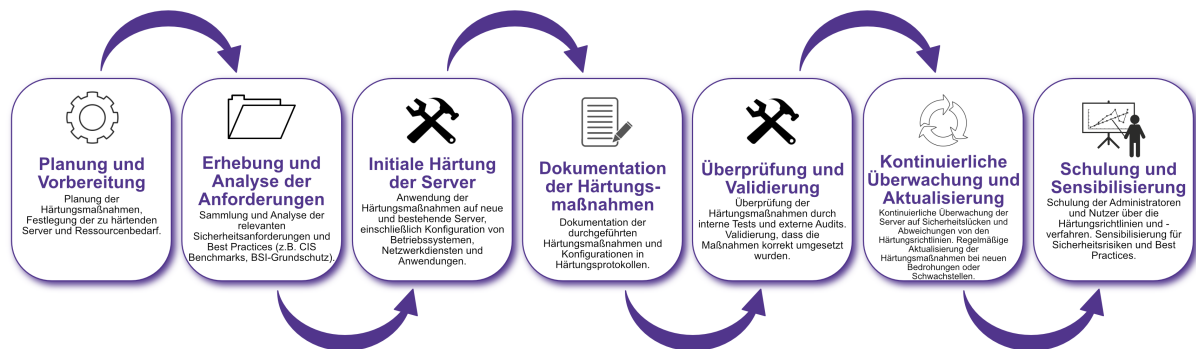 Planung und
Vorbereitung
Planung der
Härtungsmaßnahmen,
Festlegung der zu härtenden
Server und Ressourcenbedarf.
Erhebung und
Analyse der
Anforderungen
Sammlung und Analyse der
relevanten
Sicherheitsanforderungen und
Best Practices (z.B. CIS
Benchmarks, BSI-Grundschutz).
Initiale Härtung
der Server
Anwendung der
Härtungsmaßnahmen auf neue
und bestehende Server,
einschließlich Konfiguration von
Betriebssystemen,
Netzwerkdiensten und
Anwendungen.
Dokumentation
der Härtungs-
maßnahmen
Dokumentation der
durchgeführten
Härtungsmaßnahmen und
Konfigurationen in
Härtungsprotokollen.
Überprüfung und
Validierung
Überprüfung der
Härtungsmaßnahmen durch
interne Tests und externe Audits.
Validierung, dass die
Maßnahmen korrekt umgesetzt
wurden.
Kontinuierliche
Überwachung und
Aktualisierung
Kontinuierliche Überwachung der
Server auf Sicherheitslücken und
Abweichungen von den
Härtungsrichtlinien. Regelmäßige
Aktualisierung der
Härtungsmaßnahmen bei neuen
Bedrohungen oder
Schwachstellen.
Schulung und
Sensibilisierung
Schulung der Administratoren
und Nutzer über die
Härtungsrichtlinien und -
verfahren. Sensibilisierung für
Sicherheitsrisiken und Best
Practices.